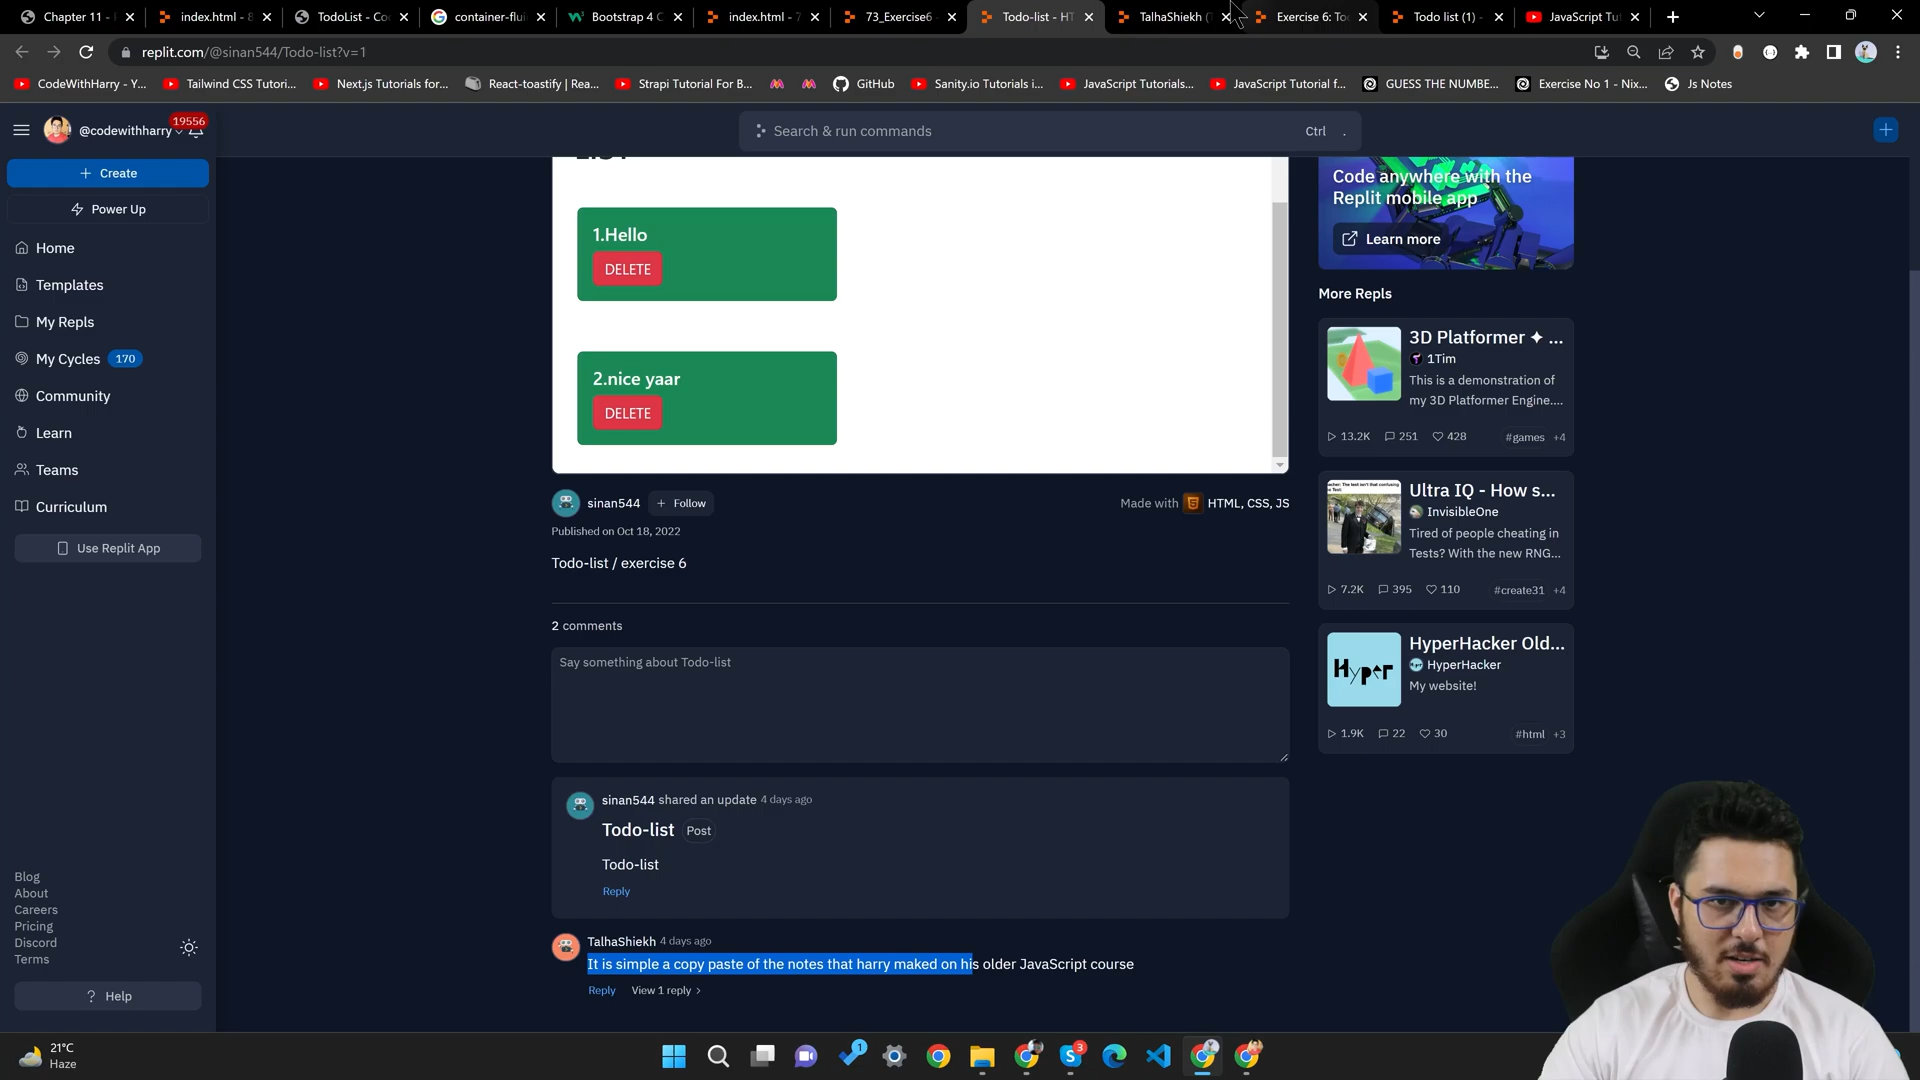 Chapter 11 -
index.html - 8
TodoList - Co
container-flui
Bootstrap 4 C
index.html - 7
73_Exercise6
Todo-list - HT
TalhaShiekh (T
Exercise 6: To
Todo list (1) -
JavaScript Tut
replit.com/@sinan544/Todo-list?v=1
CodeWithHarry - Y...
Tailwind CSS Tutori...
Next.js Tutorials for...
React-toastify | Rea...
Strapi Tutorial For B...
GitHub
Sanity.io Tutorials i...
JavaScript Tutorials...
JavaScript Tutorial f...
GUESS THE NUMBE...
Exercise No 1 - Nix...
Js Notes
@codewithharry
19556
Search & run commands
Ctrl .
+ Create
Power Up
Home
Templates
My Repls
My Cycles 170
Community
Learn
Teams
Curriculum
Use Replit App
Blog
About
Careers
Pricing
Discord
Terms
? Help
1.Hello
DELETE
2.nice yaar
DELETE
sinan544
+ Follow
Made with HTML, CSS, JS
Published on Oct 18, 2022
Todo-list / exercise 6
2 comments
Say something about Todo-list
sinan544 shared an update 4 days ago
Todo-list Post
Todo-list
Reply
TalhaShiekh 4 days ago
It is simple a copy paste of the notes that harry maked on his older JavaScript course
Reply View 1 reply >
Code anywhere with the
Replit mobile app
Learn more
More Repls
3D Platformer ✦ ...
1Tim
This is a demonstration of
my 3D Platformer Engine....
13.2K 251 428 #games +4
Ultra IQ - How s...
InvisibleOne
Tired of people cheating in
Tests? With the new RNG...
7.2K 395 110 #create31 +4
HyperHacker Old...
HyperHacker
My website!
Hyper
1.9K 22 30 #html +3
21°C
Haze
1
3